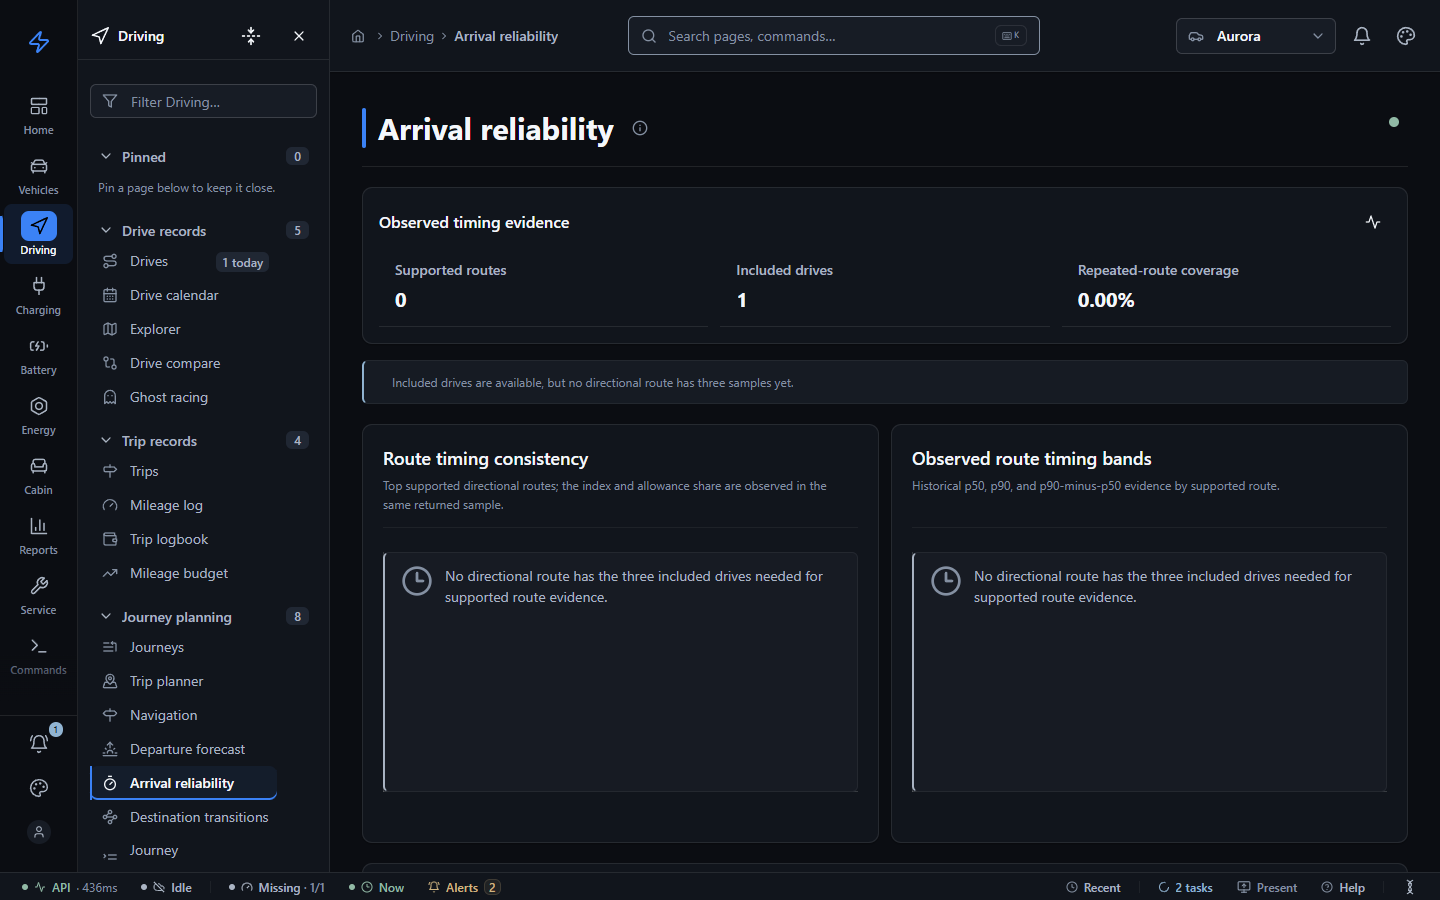 Home
Vehicles
Driving
Charging
Battery
Energy
Cabin
Reports
Service
Commands
1
Driving
Filter Driving...
Pinned 0
Pin a page below to keep it close.
Drive records 5
Drives 1 today
Drive calendar
Explorer
Drive compare
Ghost racing
Trip records 4
Trips
Mileage log
Trip logbook
Mileage budget
Journey planning 8
Journeys
Trip planner
Navigation
Departure forecast
Arrival reliability
Destination transitions
Journey
Driving > Arrival reliability
Search pages, commands... K
Aurora
Arrival reliability
Observed timing evidence
Supported routes
0
Included drives
1
Repeated-route coverage
0.00%
Included drives are available, but no directional route has three samples yet.
Route timing consistency
Top supported directional routes; the index and allowance share are observed in the
same returned sample.
No directional route has the three included drives needed for
supported route evidence.
Observed route timing bands
Historical p50, p90, and p90-minus-p50 evidence by supported route.
No directional route has the three included drives needed for
supported route evidence.
API · 436ms Idle Missing · 1/1 Now Alerts 2 Recent 2 tasks Present Help